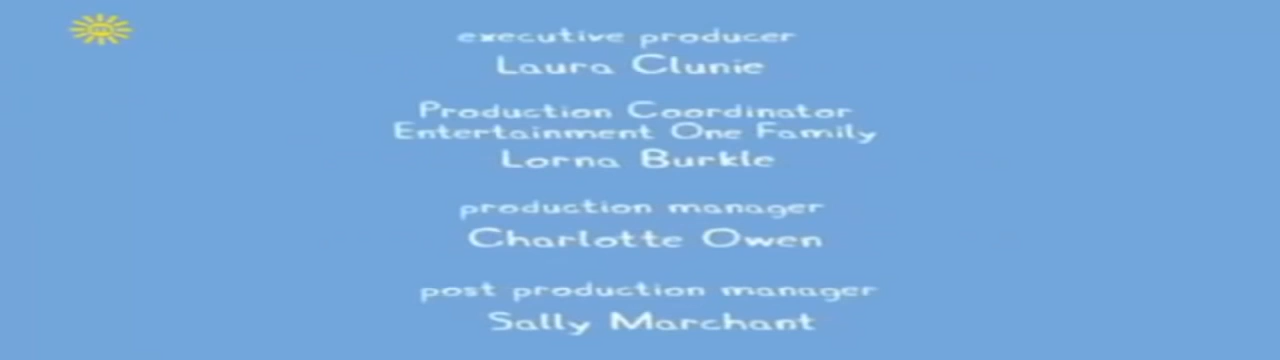 executive producer
Laura Clunie
Production Coordinator
Entertainment One Family
Lorna Burkle
production manager
Charlotte Owen
post production manager
Sally Marchant